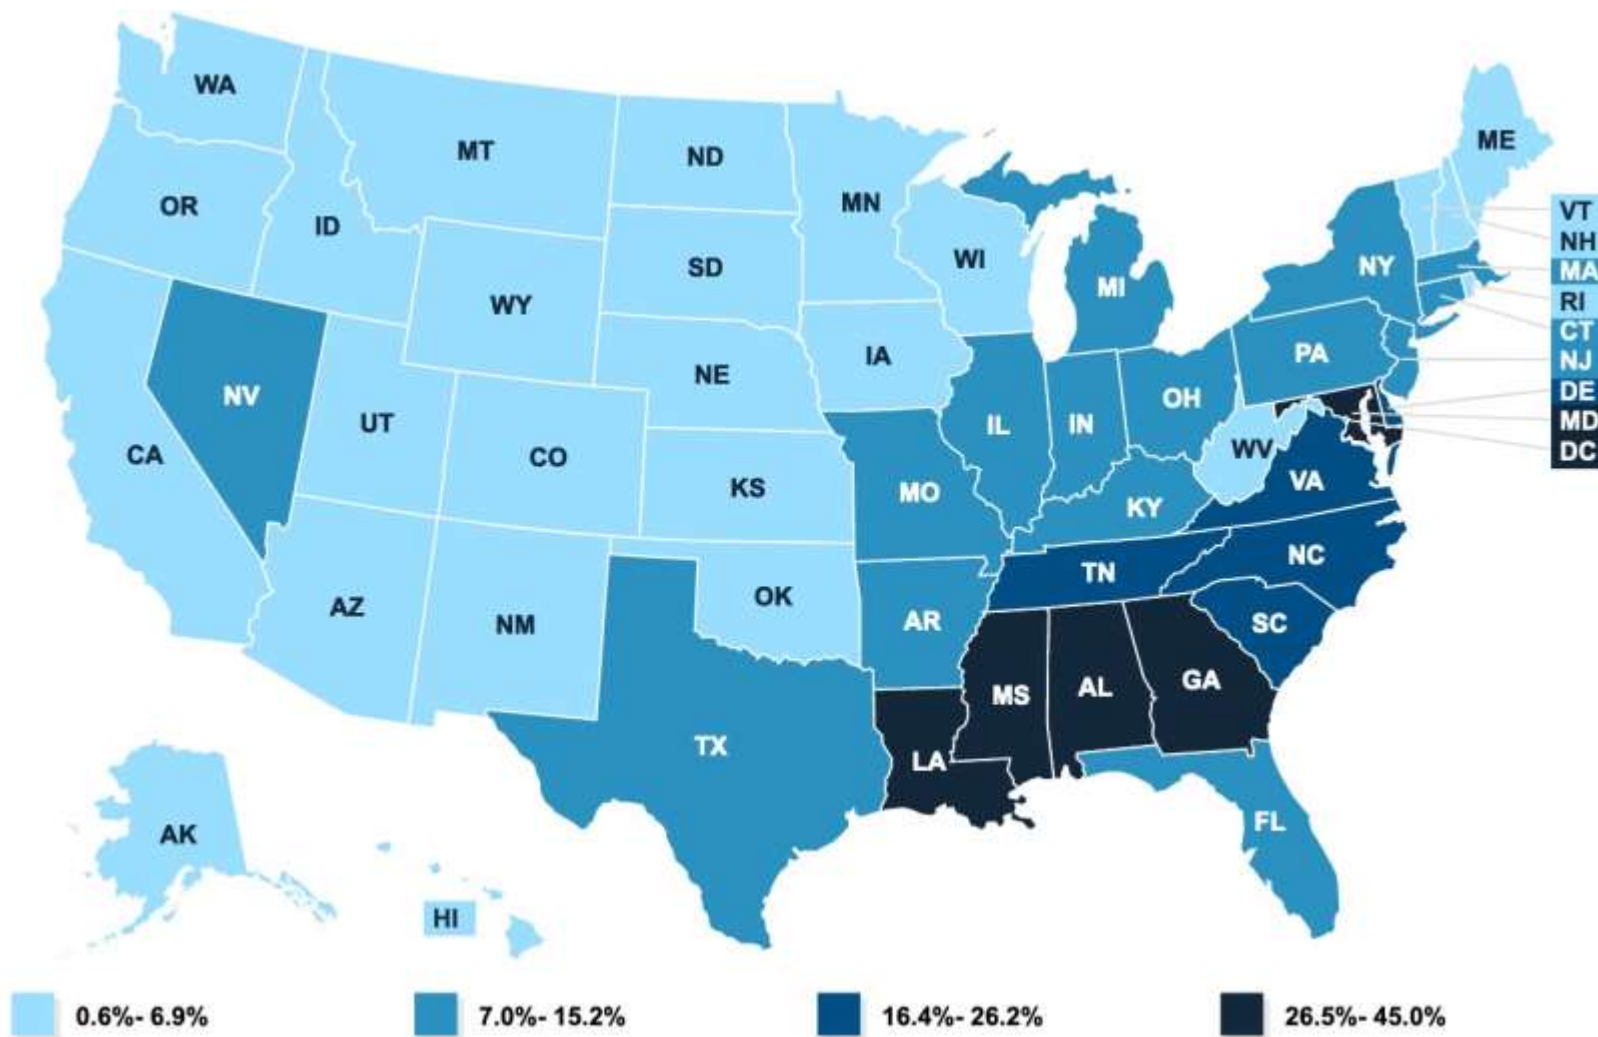 WA
MT
ND
ME
OR
ID
MN
VT
NH
SD
WI
NY
MA
WY
MI
RI
CT
IA
PA
NJ
NE
NV
OH
DE
UT
IL
IN
MD
CA
CO
WV
DC
KS
MO
VA
KY
NC
TN
AZ
OK
NM
AR
SC
MS
AL
GA
TX
LA
FL
AK
HI
0.6%- 6.9%
7.0%- 15.2%
16.4%- 26.2%
26.5%- 45.0%